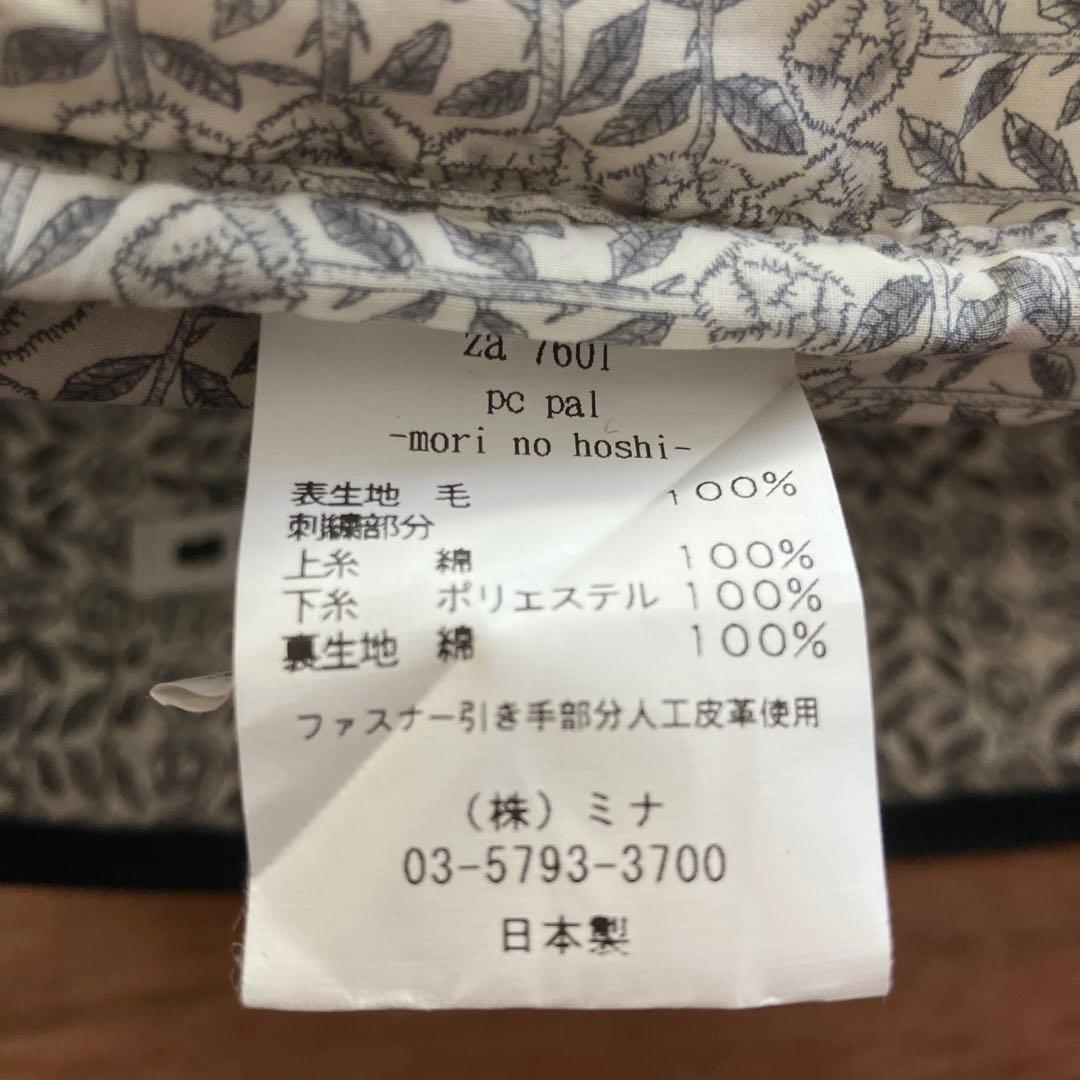 za 7601
pc pal
-mori no hoshi-
表生地 毛 100%
刺繍部分
上糸 綿 100%
下糸 ポリエステル 100%
裏生地 綿 100%
ファスナー引き手部分人工皮革使用
(株)ミナ
03-5793-3700
日本製